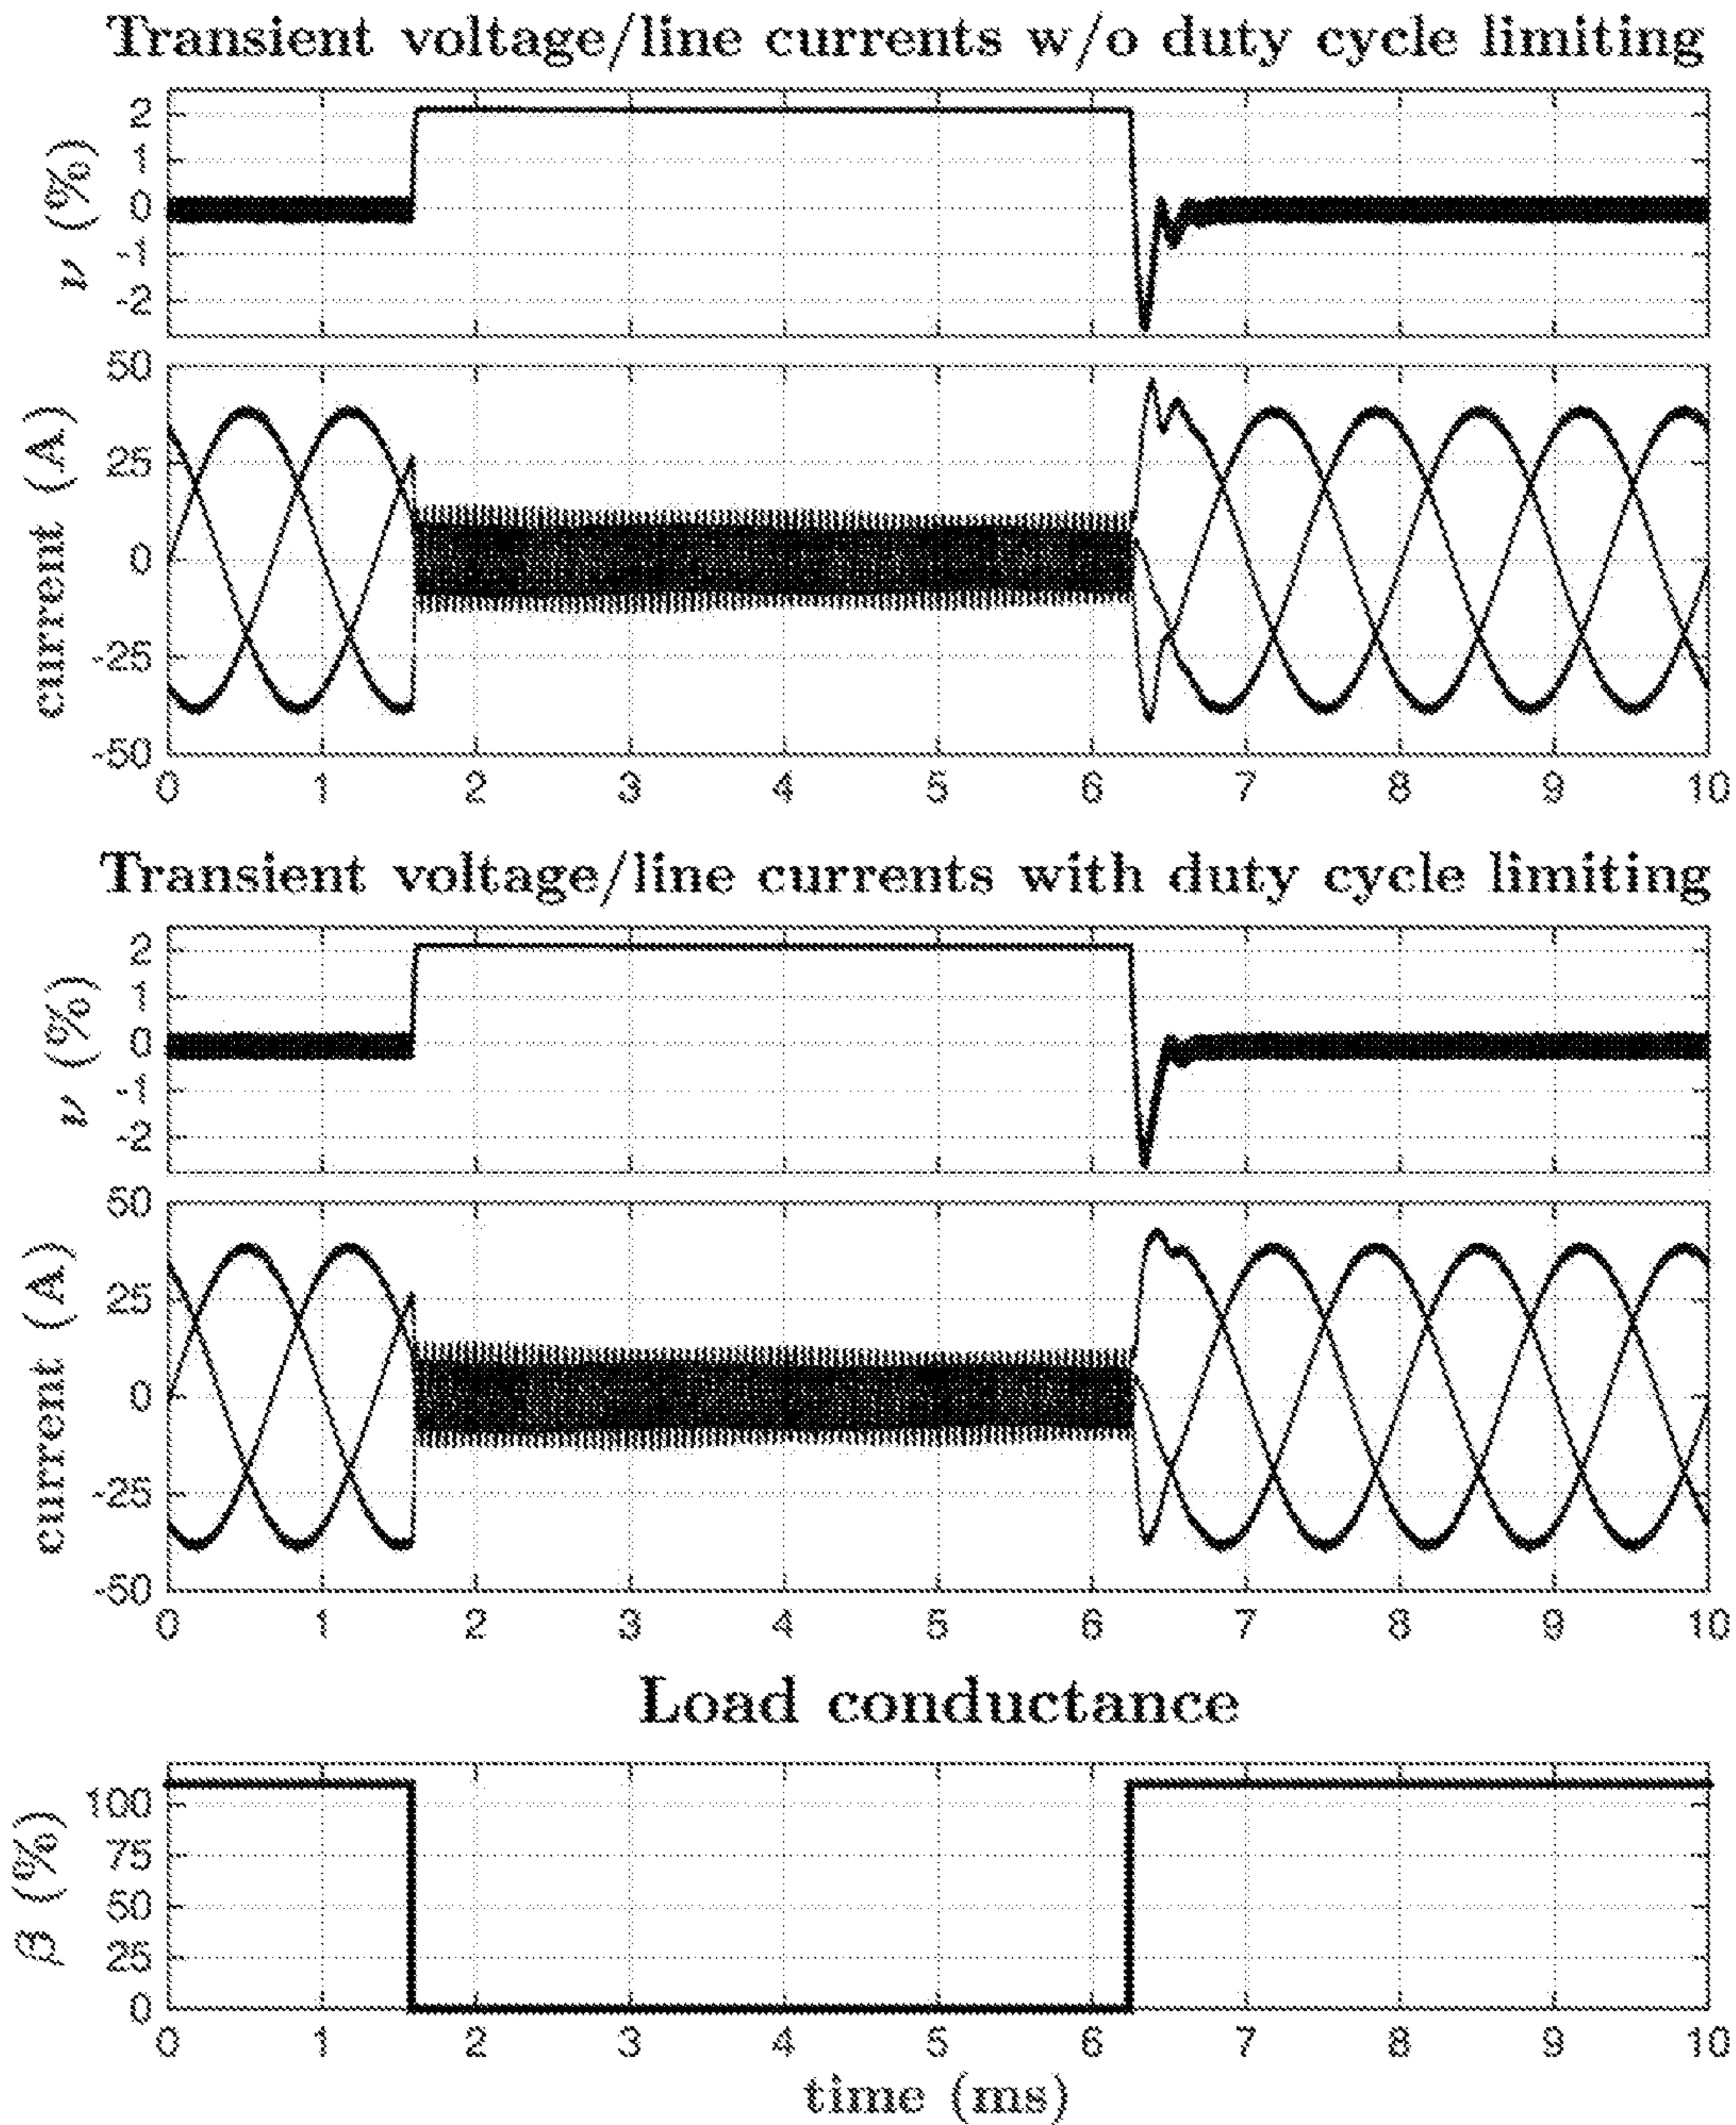 Transient voltage/line currents w/o duty cycle limiting
ν (%)
2
1
0
-1
-2
current (A)
50
25
0
-25
-50
0 1 2 3 4 5 6 7 8 9 10
Transient voltage/line currents with duty cycle limiting
ν (%)
2
1
0
-1
-2
current (A)
50
25
0
-25
-50
0 1 2 3 4 5 6 7 8 9 10
Load conductance
β (%)
100
75
50
25
0
0 1 2 3 4 5 6 7 8 9 10
time (ms)